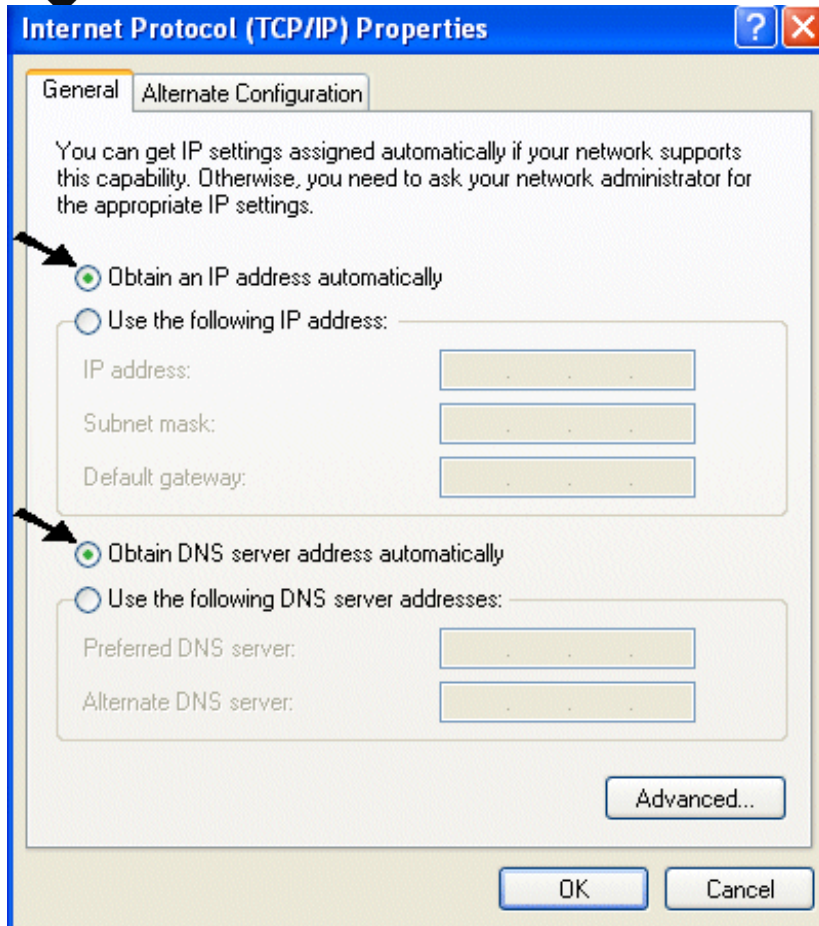 Internet Protocol (TCP/IP) Properties
General
Alternate Configuration
You can get IP settings assigned automatically if your network supports
this capability. Otherwise, you need to ask your network administrator for
the appropriate IP settings.
Obtain an IP address automatically
Use the following IP address:
IP address:
Subnet mask:
Default gateway:
Obtain DNS server address automatically
Use the following DNS server addresses:
Preferred DNS server:
Alternate DNS server:
Advanced...
OK
Cancel